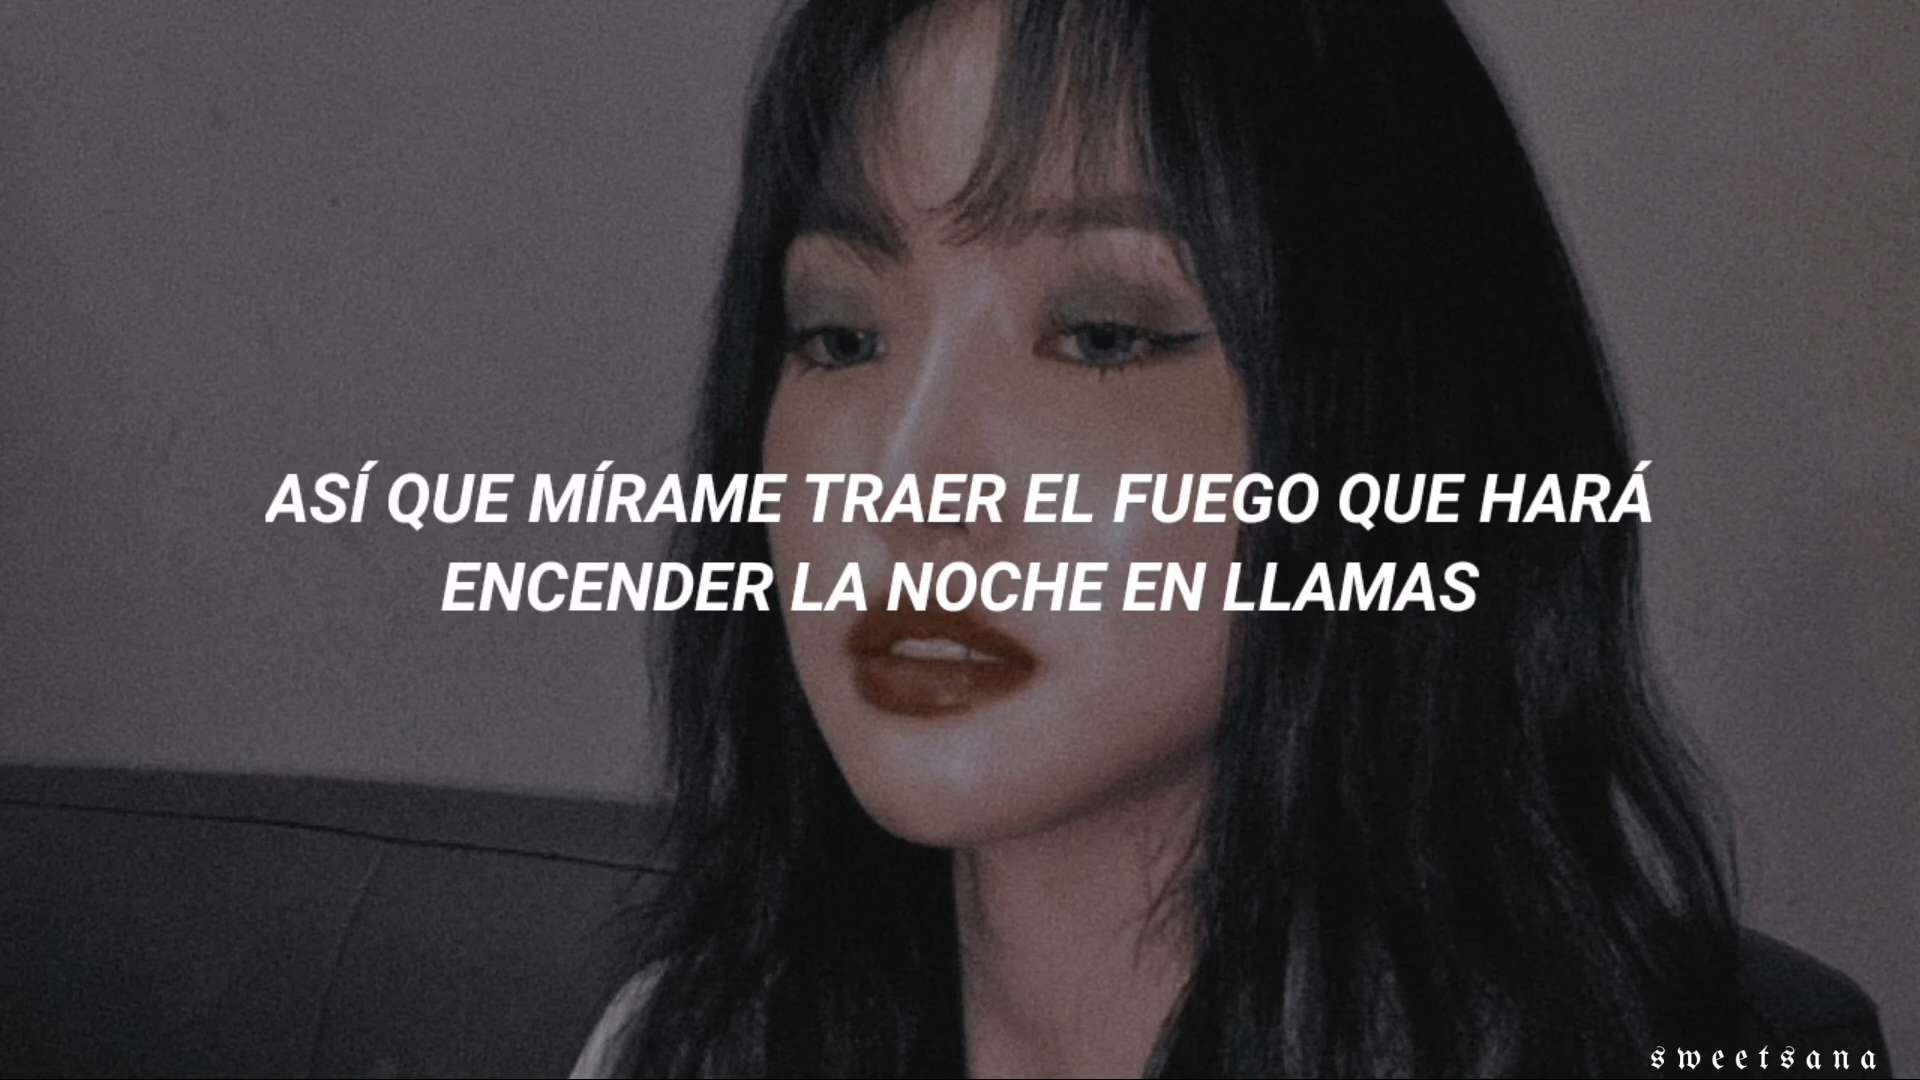 ASÍ QUE MÍRAME TRAER EL FUEGO QUE HARÁ
ENCENDER LA NOCHE EN LLAMAS
sweetsana